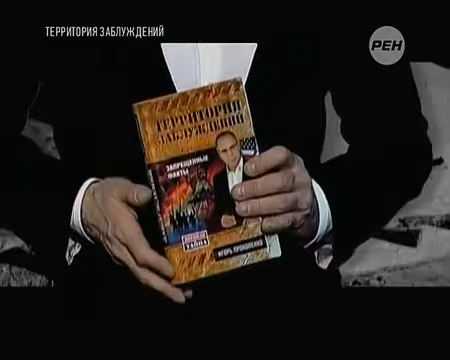 ТЕРРИТОРИЯ ЗАБЛУЖДЕНИЙ
РЕН
ТЕРРИТОРИЯ
ЗАБЛУЖДЕНИЙ
ЗАПРЕЩЕННЫЕ
ФАКТЫ
ВОЕННАЯ
ТАЙНА
ИГОРЬ ПРОКОПЕНКО